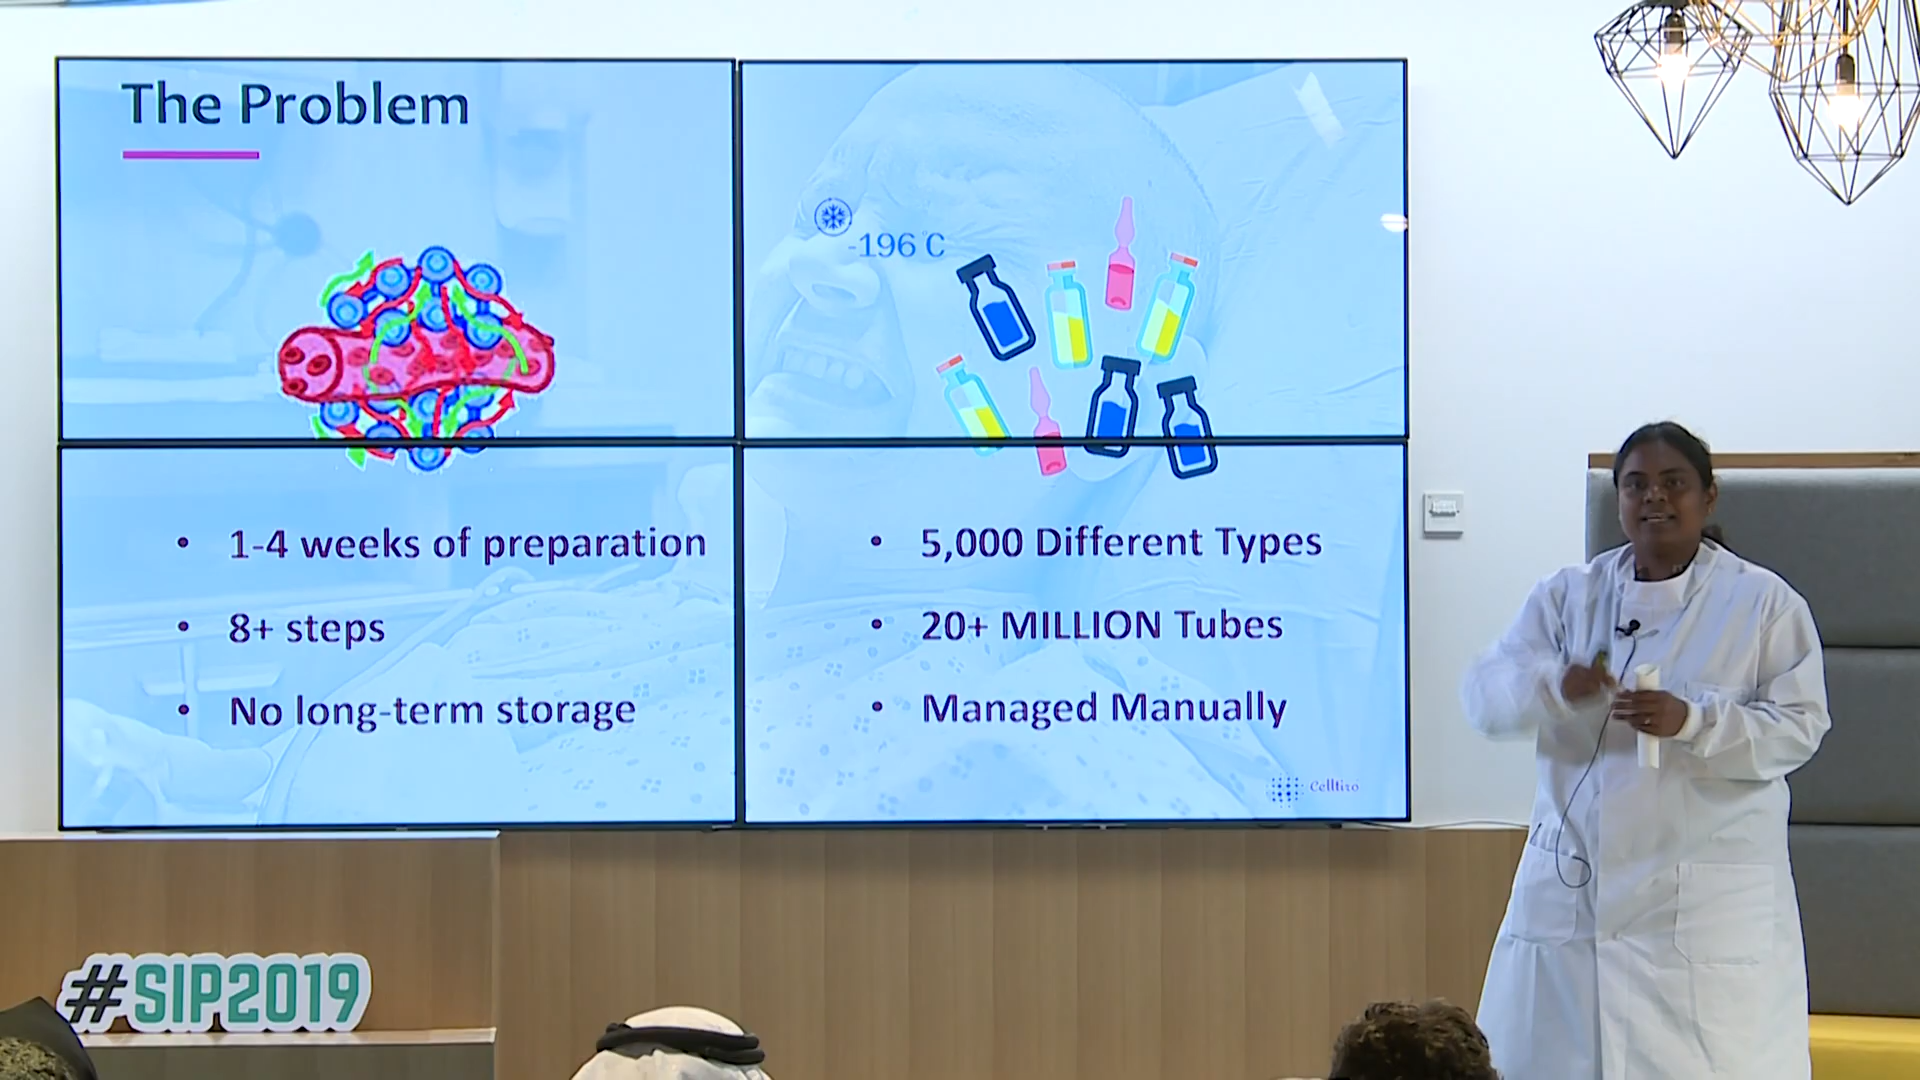 The Problem
-196°C
• 1-4 weeks of preparation
• 8+ steps
• No long-term storage
• 5,000 Different Types
• 20+ MILLION Tubes
• Managed Manually
Celltiro
#SIP2019